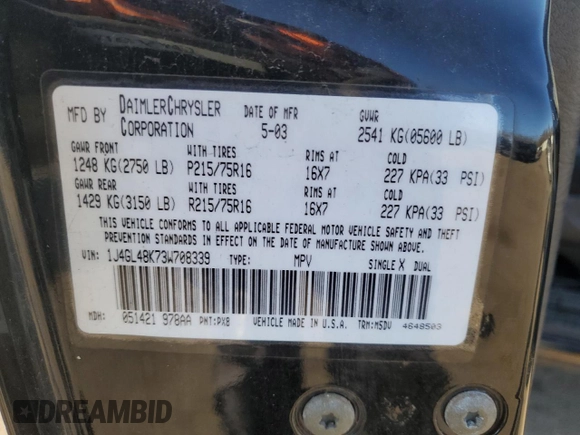 MFD BY DAIMLERCHRYSLER CORPORATION DATE OF MFR 5-03 GVWR 2541 KG(05600 LB)
GAWR FRONT WITH TIRES RIMS AT COLD
1248 KG(2750 LB) P215/75R16 16X7 227 KPA(33 PSI)
GAWR REAR WITH TIRES RIMS AT COLD
1429 KG(3150 LB) R215/75R16 16X7 227 KPA(33 PSI)
THIS VEHICLE CONFORMS TO ALL APPLICABLE FEDERAL MOTOR VEHICLE SAFETY AND THEFT
PREVENTION STANDARDS IN EFFECT ON THE DATE OF MANUFACTURE SHOWN ABOVE.
VIN: 1J4GL48K73W708339 TYPE: MPV SINGLE X DUAL
MDH: 051421 978AA PNT:PXB VEHICLE MADE IN U.S.A. TRM:MSDV 4648503
DREAMBID